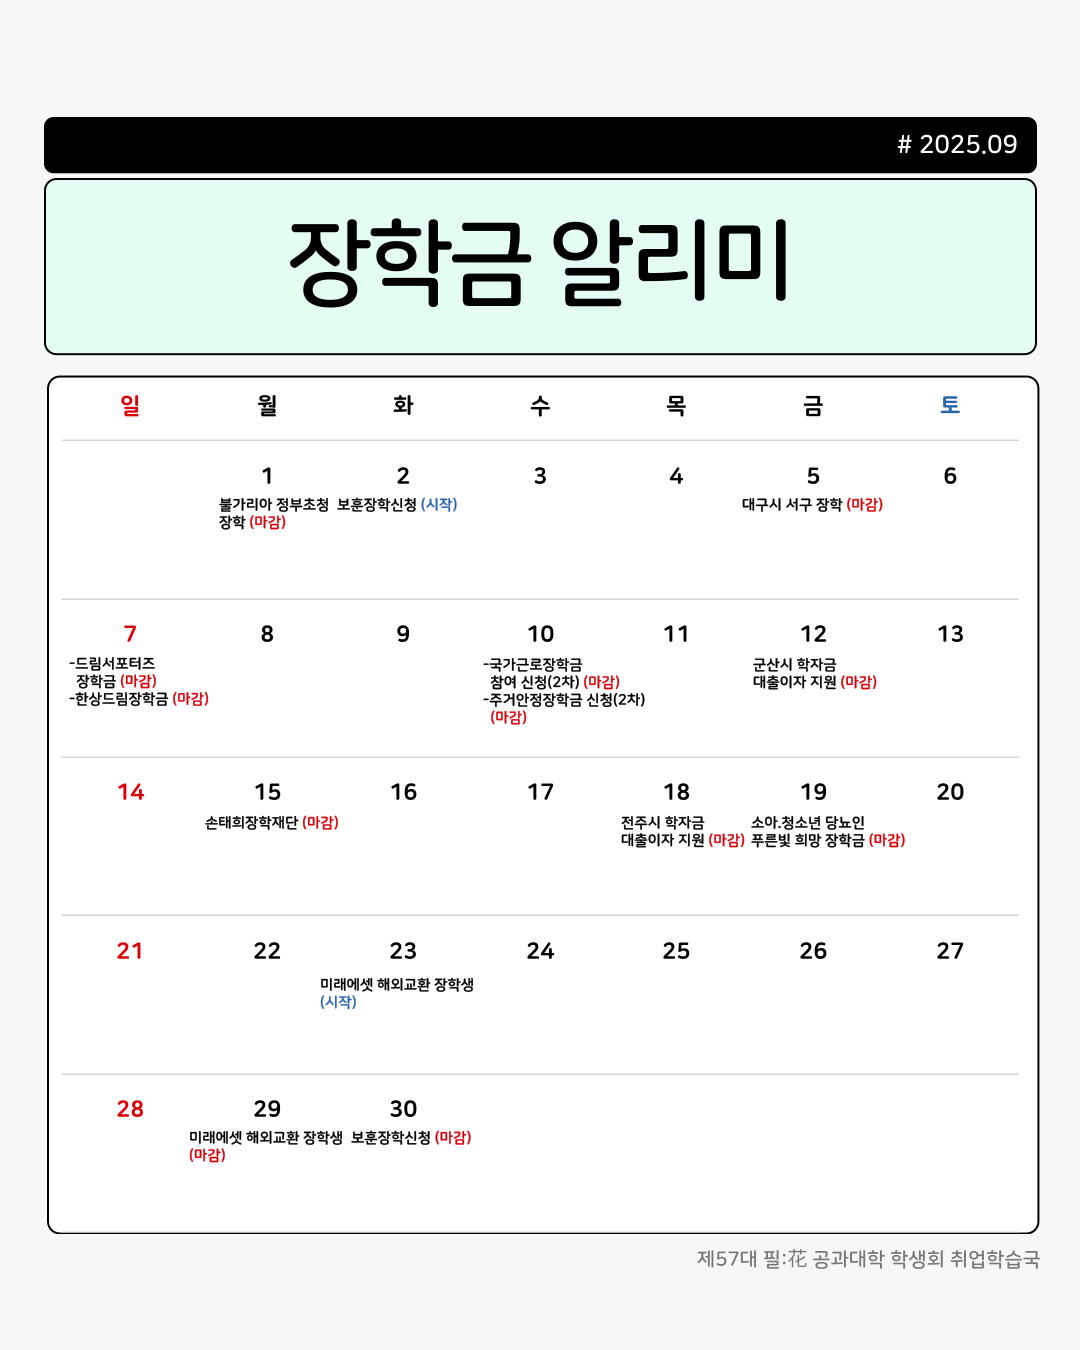 # 2025.09
장학금 알리미
일 월 화 수 목 금 토
1 2 3 4 5 6
불가리아 정부초청 보훈장학신청 (시작) 대구시 서구 장학 (마감)
장학 (마감)
7 8 9 10 11 12 13
-드림서포터즈 -국가근로장학금 군산시 학자금
장학금 (마감) 참여 신청(2차) (마감) 대출이자 지원 (마감)
-한상드림장학금 (마감) -주거안정장학금 신청(2차)
(마감)
14 15 16 17 18 19 20
손태희장학재단 (마감) 전주시 학자금 소아.청소년 당뇨인
대출이자 지원 (마감) 푸른빛 희망 장학금 (마감)
21 22 23 24 25 26 27
미래에셋 해외교환 장학생
(시작)
28 29 30
미래에셋 해외교환 장학생 보훈장학신청 (마감)
(마감)
제57대 필:花 공과대학 학생회 취업학습국